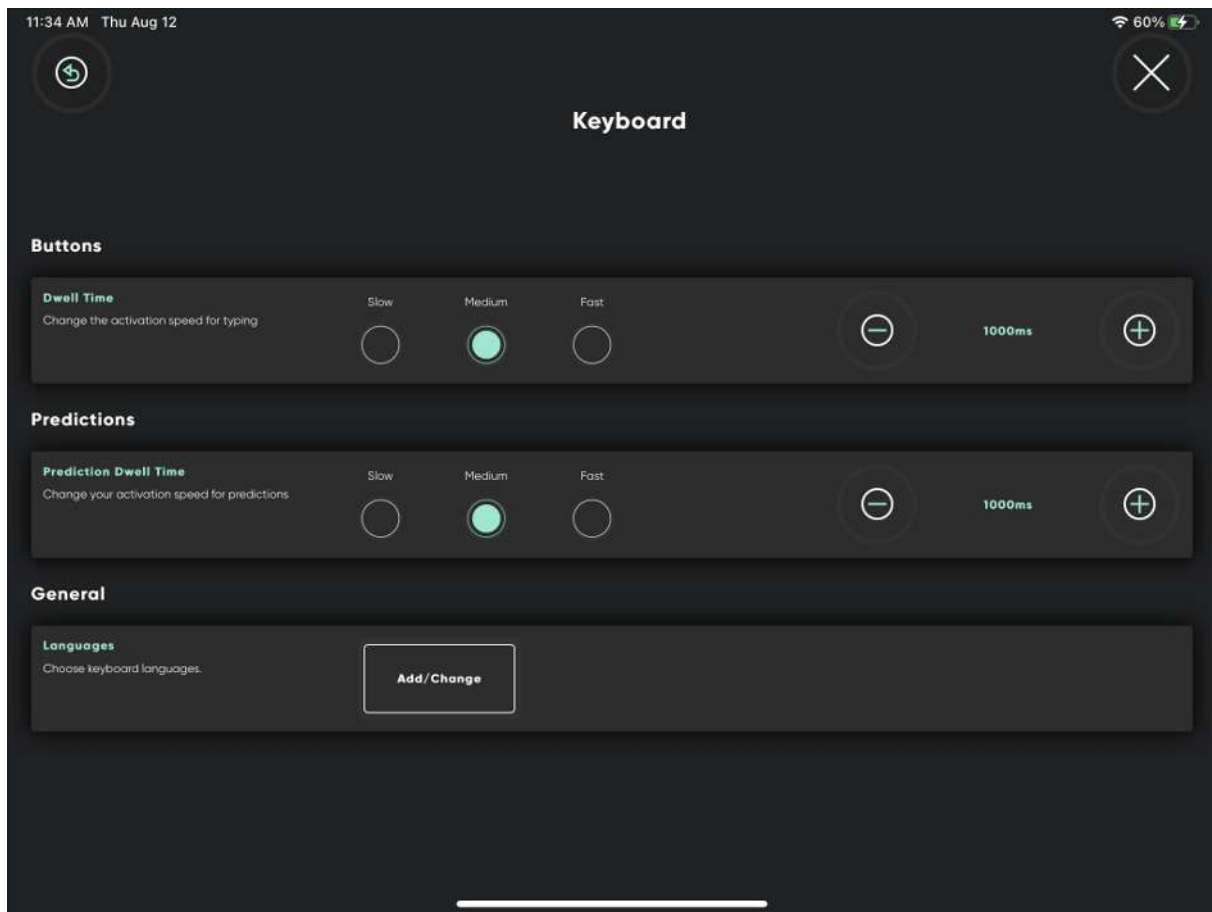 11:34 AM Thu Aug 12 60%
Keyboard
Buttons
Dwell Time
Change the activation speed for typing
Slow Medium Fast
1000ms
Predictions
Prediction Dwell Time
Change your activation speed for predictions
Slow Medium Fast
1000ms
General
Languages
Choose keyboard languages.
Add/Change